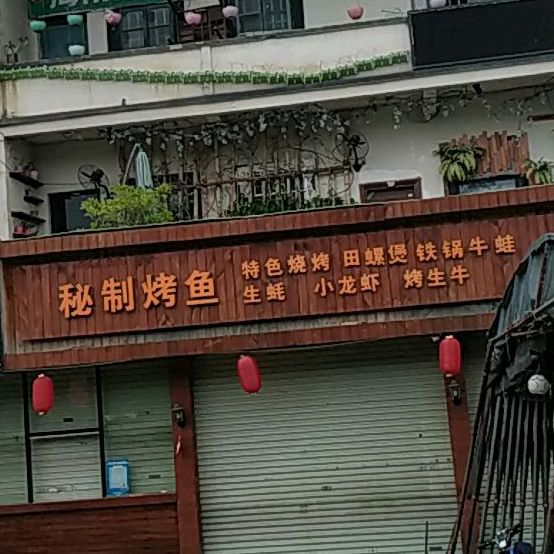 秘制烤鱼
特色烧烤 田螺煲 铁锅牛蛙
生蚝 小龙虾 烤生牛